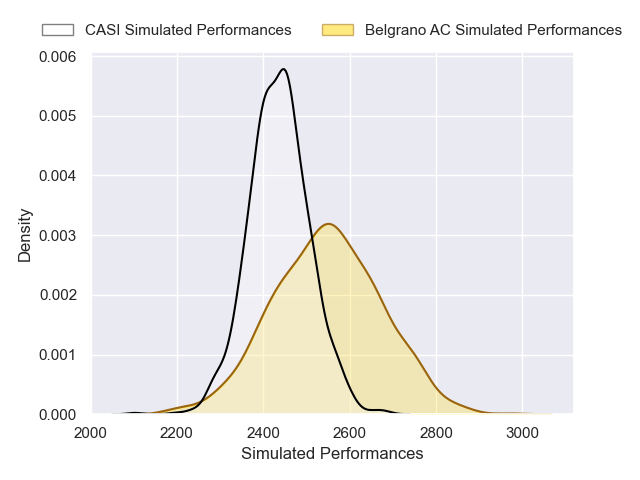 CASI Simulated Performances Belgrano AC Simulated Performances
0.006
0.005
0.004
0.003
0.002
0.001
0.000
Density
2000 2200 2400 2600 2800 3000
Simulated Performances